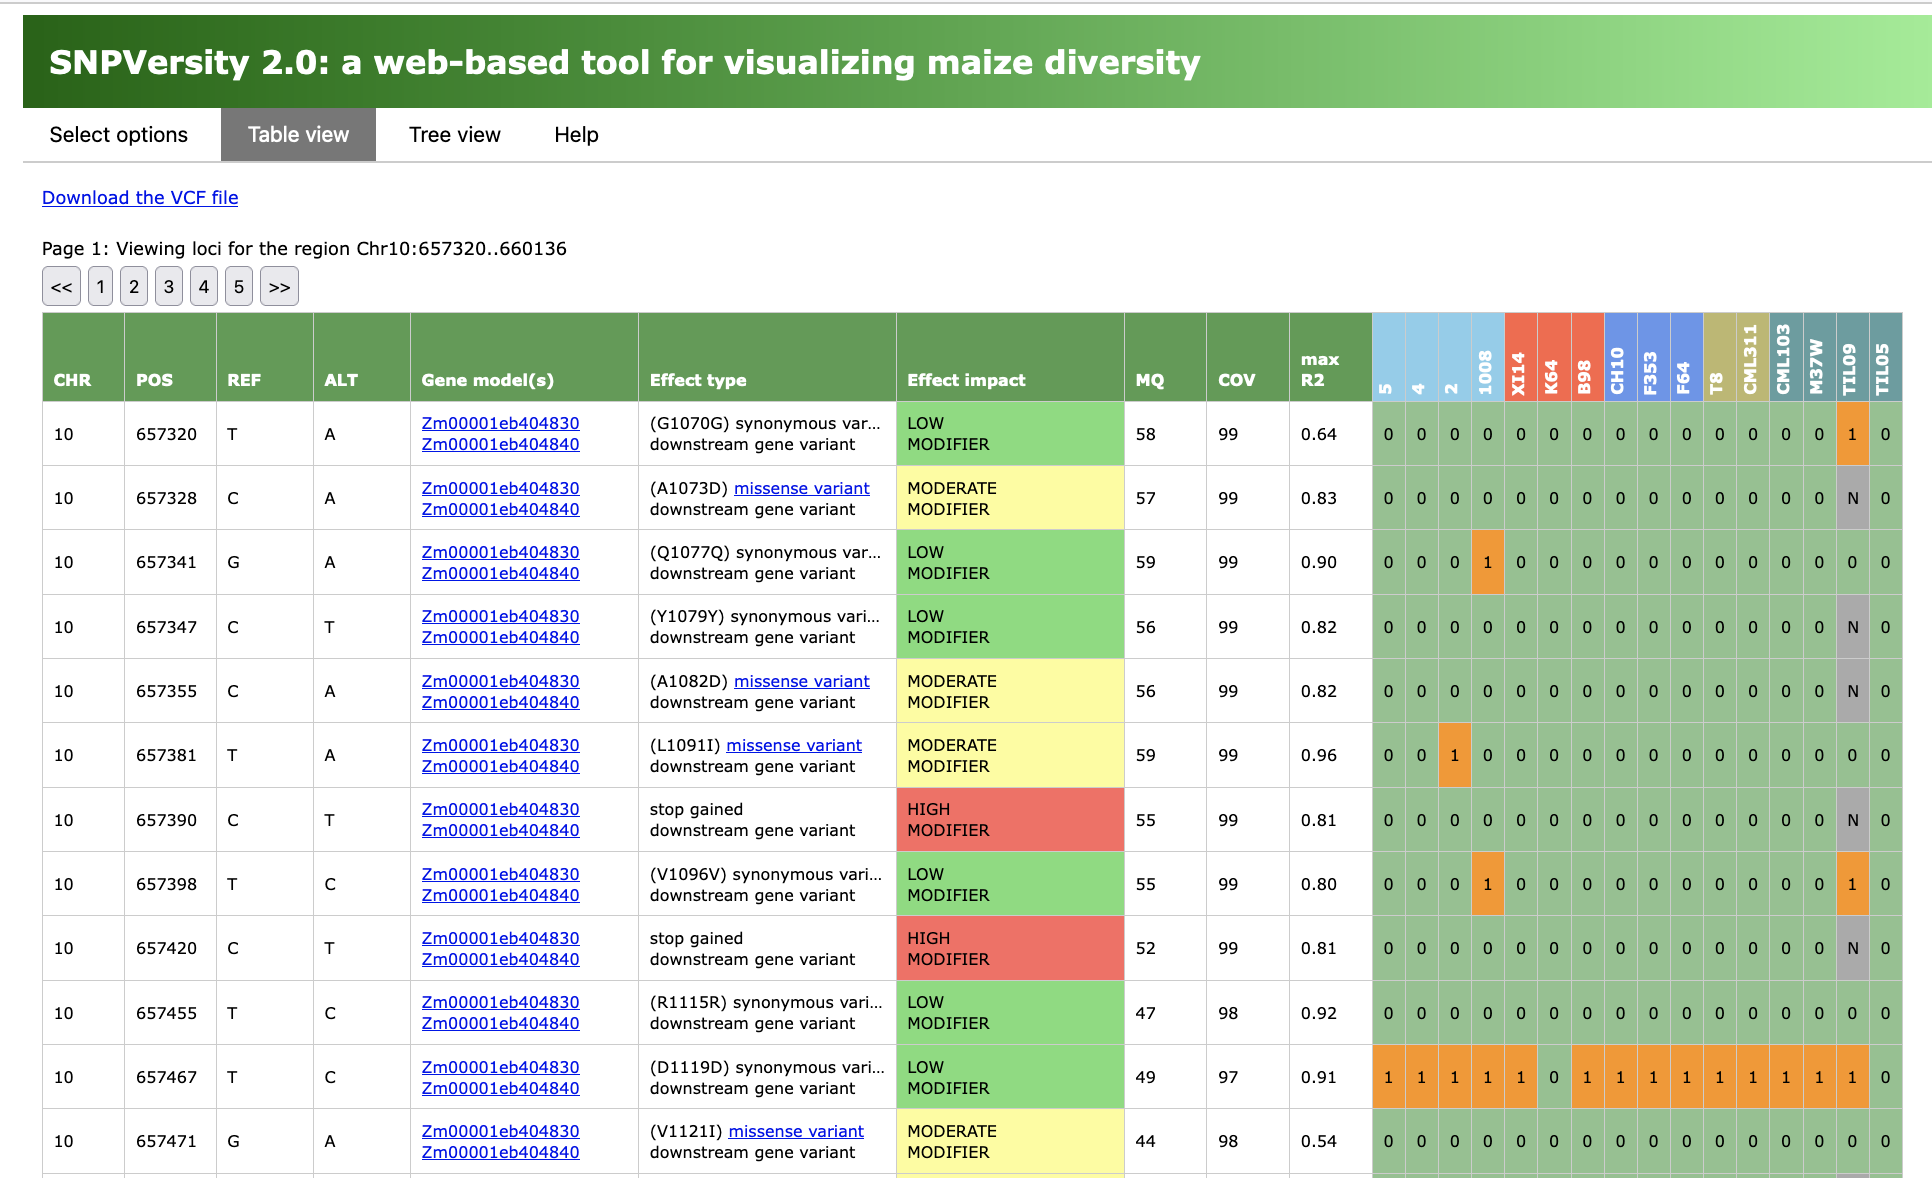 SNPVersity 2.0: a web-based tool for visualizing maize diversity
Select options Table view Tree view Help
Download the VCF file
Page 1: Viewing loci for the region Chr10:657320..660136
<< 1 2 3 4 5 >>
CHR POS REF ALT Gene model(s) Effect type Effect impact MQ COV max R2 5 4 2 1008 XI14 K64 B98 CH10 F353 F64 T8 CML311 CML103 M37W TIL09 TIL05
10 657320 T A Zm00001eb404830 (G1070G) synonymous var... LOW 58 99 0.64 0 0 0 0 0 0 0 0 0 0 0 0 0 0 1 0
Zm00001eb404840 downstream gene variant MODIFIER
10 657328 C A Zm00001eb404830 (A1073D) missense variant MODERATE 57 99 0.83 0 0 0 0 0 0 0 0 0 0 0 0 0 0 N 0
Zm00001eb404840 downstream gene variant MODIFIER
10 657341 G A Zm00001eb404830 (Q1077Q) synonymous var... LOW 59 99 0.90 0 0 0 1 0 0 0 0 0 0 0 0 0 0 0 0
Zm00001eb404840 downstream gene variant MODIFIER
10 657347 C T Zm00001eb404830 (Y1079Y) synonymous vari... LOW 56 99 0.82 0 0 0 0 0 0 0 0 0 0 0 0 0 0 N 0
Zm00001eb404840 downstream gene variant MODIFIER
10 657355 C A Zm00001eb404830 (A1082D) missense variant MODERATE 56 99 0.82 0 0 0 0 0 0 0 0 0 0 0 0 0 0 N 0
Zm00001eb404840 downstream gene variant MODIFIER
10 657381 T A Zm00001eb404830 (L1091I) missense variant MODERATE 59 99 0.96 0 0 1 0 0 0 0 0 0 0 0 0 0 0 0 0
Zm00001eb404840 downstream gene variant MODIFIER
10 657390 C T Zm00001eb404830 stop gained HIGH 55 99 0.81 0 0 0 0 0 0 0 0 0 0 0 0 0 0 N 0
Zm00001eb404840 downstream gene variant MODIFIER
10 657398 T C Zm00001eb404830 (V1096V) synonymous vari... LOW 55 99 0.80 0 0 0 1 0 0 0 0 0 0 0 0 0 0 1 0
Zm00001eb404840 downstream gene variant MODIFIER
10 657420 C T Zm00001eb404830 stop gained HIGH 52 99 0.81 0 0 0 0 0 0 0 0 0 0 0 0 0 0 N 0
Zm00001eb404840 downstream gene variant MODIFIER
10 657455 T C Zm00001eb404830 (R1115R) synonymous vari... LOW 47 98 0.92 0 0 0 0 0 0 0 0 0 0 0 0 0 0 0 0
Zm00001eb404840 downstream gene variant MODIFIER
10 657467 T C Zm00001eb404830 (D1119D) synonymous vari... LOW 49 97 0.91 1 1 1 1 1 0 1 1 1 1 1 1 1 1 1 0
Zm00001eb404840 downstream gene variant MODIFIER
10 657471 G A Zm00001eb404830 (V1121I) missense variant MODERATE 44 98 0.54 0 0 0 0 0 0 0 0 0 0 0 0 0 0 0 0
Zm00001eb404840 downstream gene variant MODIFIER